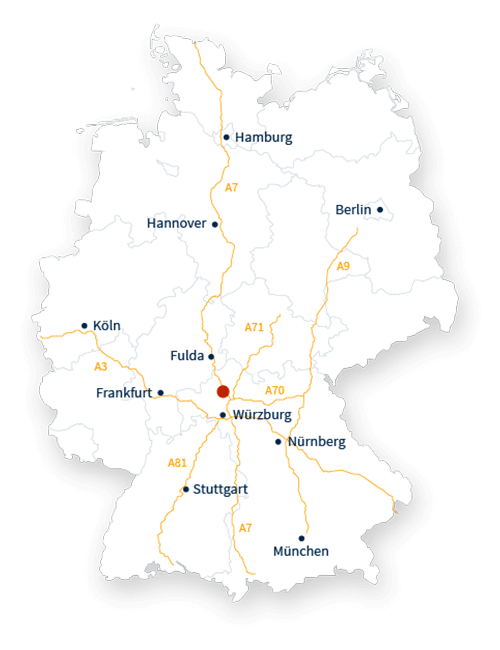 Hamburg
A7
Berlin
Hannover
A9
Köln
A71
Fulda
A3
Frankfurt
A70
Würzburg
Nürnberg
A81
Stuttgart
A7
München